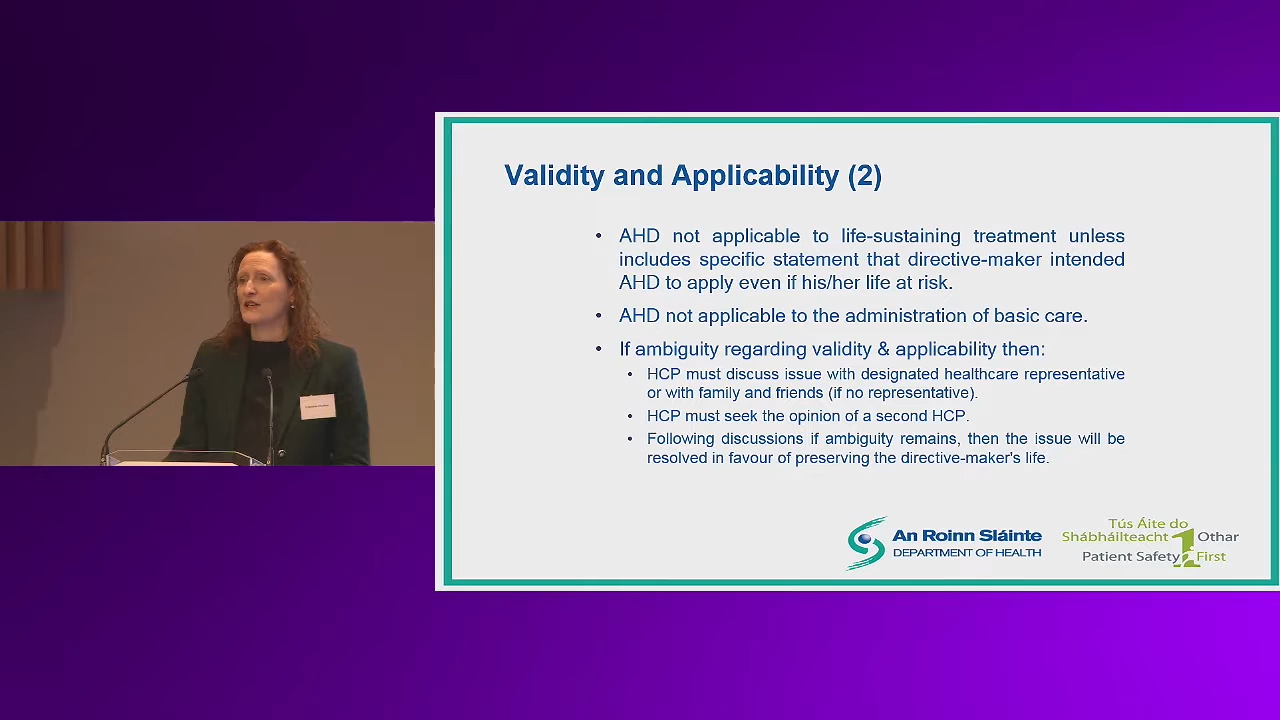 Validity and Applicability (2)
• AHD not applicable to life-sustaining treatment unless
includes specific statement that directive-maker intended
AHD to apply even if his/her life at risk.
• AHD not applicable to the administration of basic care.
• If ambiguity regarding validity & applicability then:
• HCP must discuss issue with designated healthcare representative
or with family and friends (if no representative).
• HCP must seek the opinion of a second HCP.
• Following discussions if ambiguity remains, then the issue will be
resolved in favour of preserving the directive-maker's life.
An Roinn Sláinte
DEPARTMENT OF HEALTH
Tús Áite do
Shábháilteacht 1 Othar
Patient Safety First